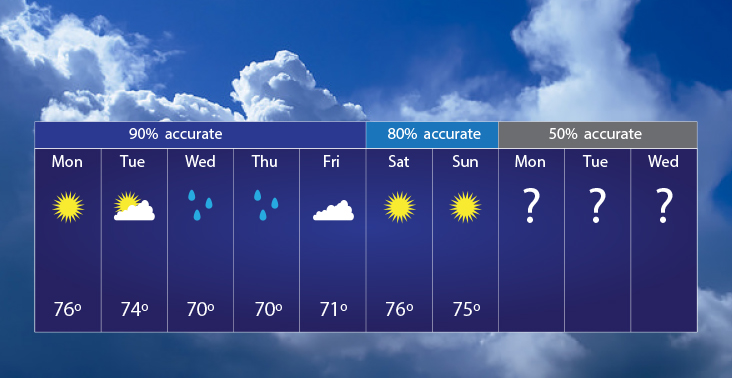 90% accurate 80% accurate 50% accurate
Mon Tue Wed Thu Fri Sat Sun Mon Tue Wed
? ? ?
76º 74º 70º 70º 71º 76º 75º